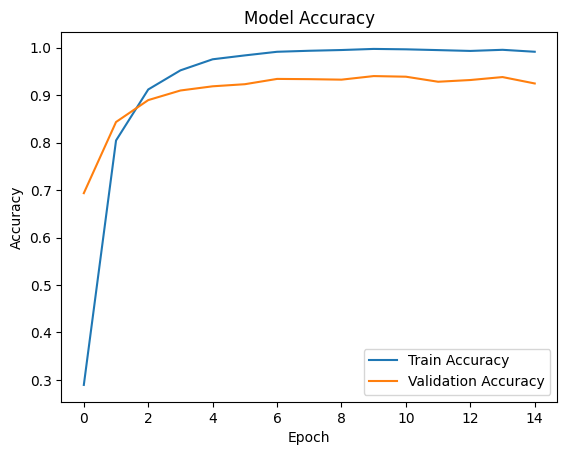 Model Accuracy
1.0
0.9
0.8
0.7
0.6
0.5
0.4
0.3
Accuracy
Train Accuracy
Validation Accuracy
0 2 4 6 8 10 12 14
Epoch